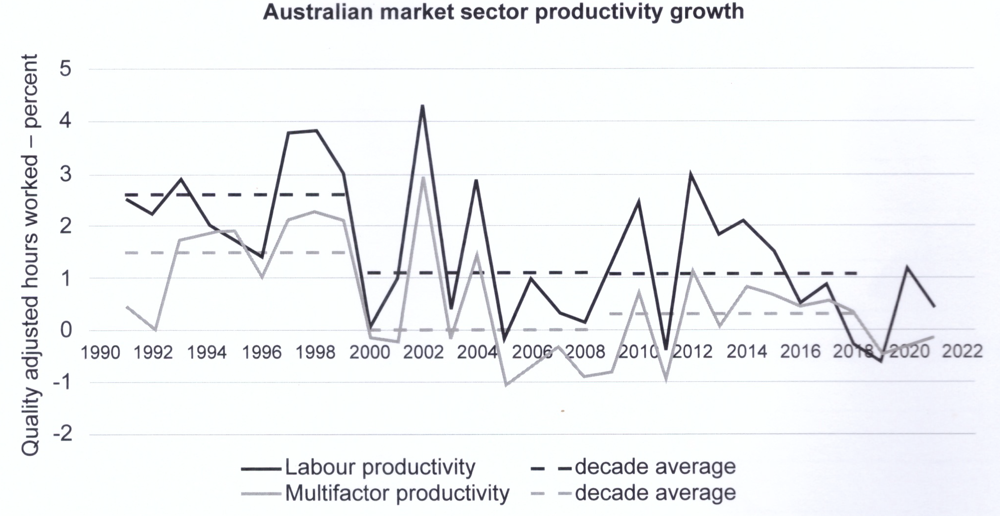 Australian market sector productivity growth
Quality adjusted hours worked – percent
5
4
3
2
1
0
-1
-2
1990 1992 1994 1996 1998 2000 2002 2004 2006 2008 2010 2012 2014 2016 2018 2020 2022
Labour productivity decade average
Multifactor productivity decade average